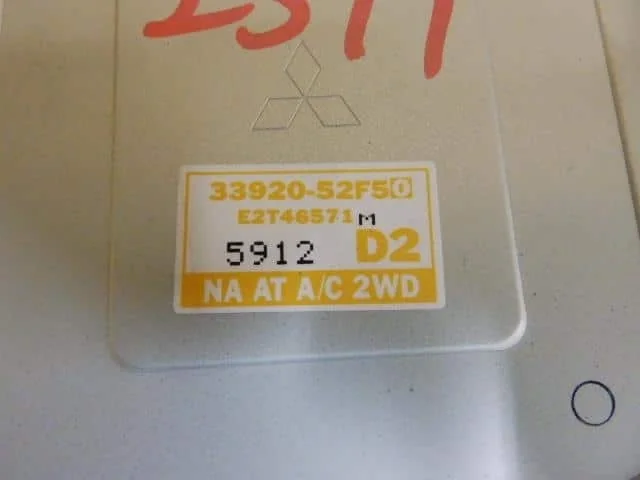 33920-52F50
E2T46571M
5912 D2
NA AT A/C 2WD